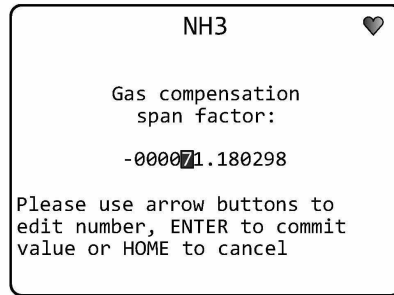 NH3
Gas compensation
span factor:
-000071.180298
Please use arrow buttons to
edit number, ENTER to commit
value or HOME to cancel